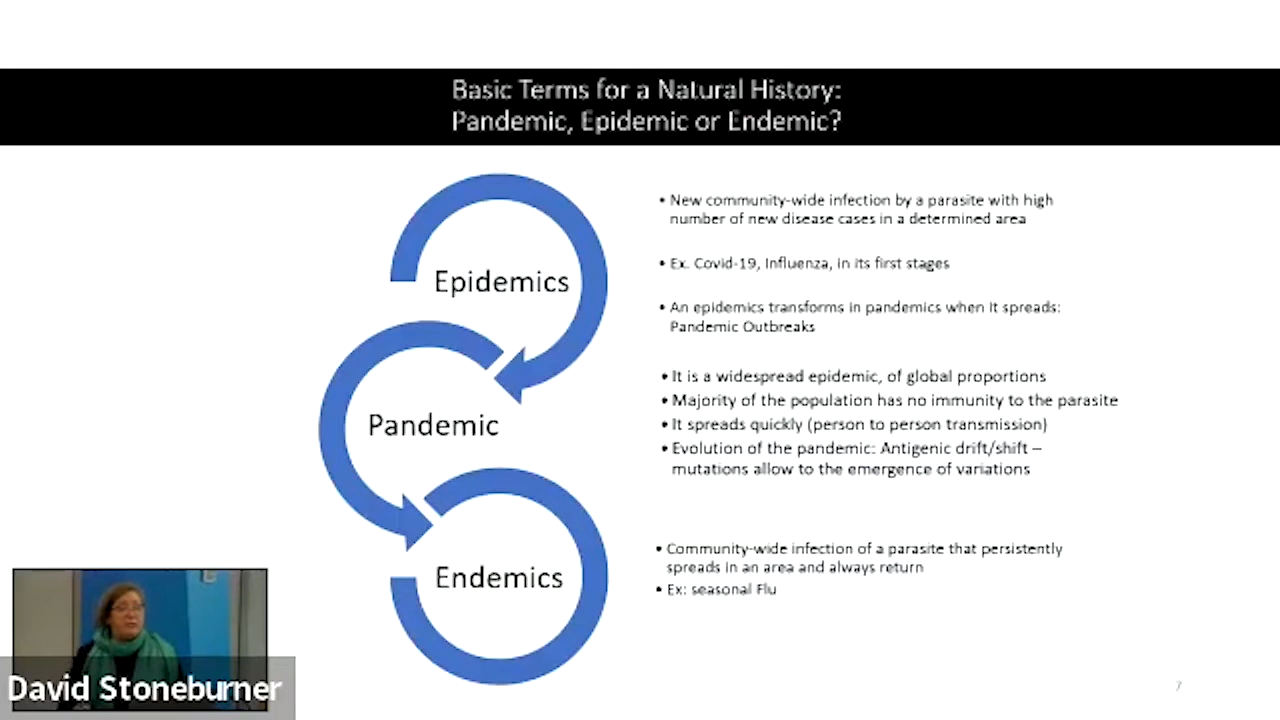 Basic Terms for a Natural History:
Pandemic, Epidemic or Endemic?
Epidemics
• New community-wide infection by a parasite with high
number of new disease cases in a determined area
• Ex. Covid-19, Influenza, in its first stages
• An epidemics transforms in pandemics when it spreads:
Pandemic Outbreaks
Pandemic
• It is a widespread epidemic, of global proportions
• Majority of the population has no immunity to the parasite
• It spreads quickly (person to person transmission)
• Evolution of the pandemic: Antigenic drift/shift –
mutations allow to the emergence of variations
Endemics
• Community-wide infection of a parasite that persistently
spreads in an area and always return
• Ex: seasonal Flu
David Stoneburner
7